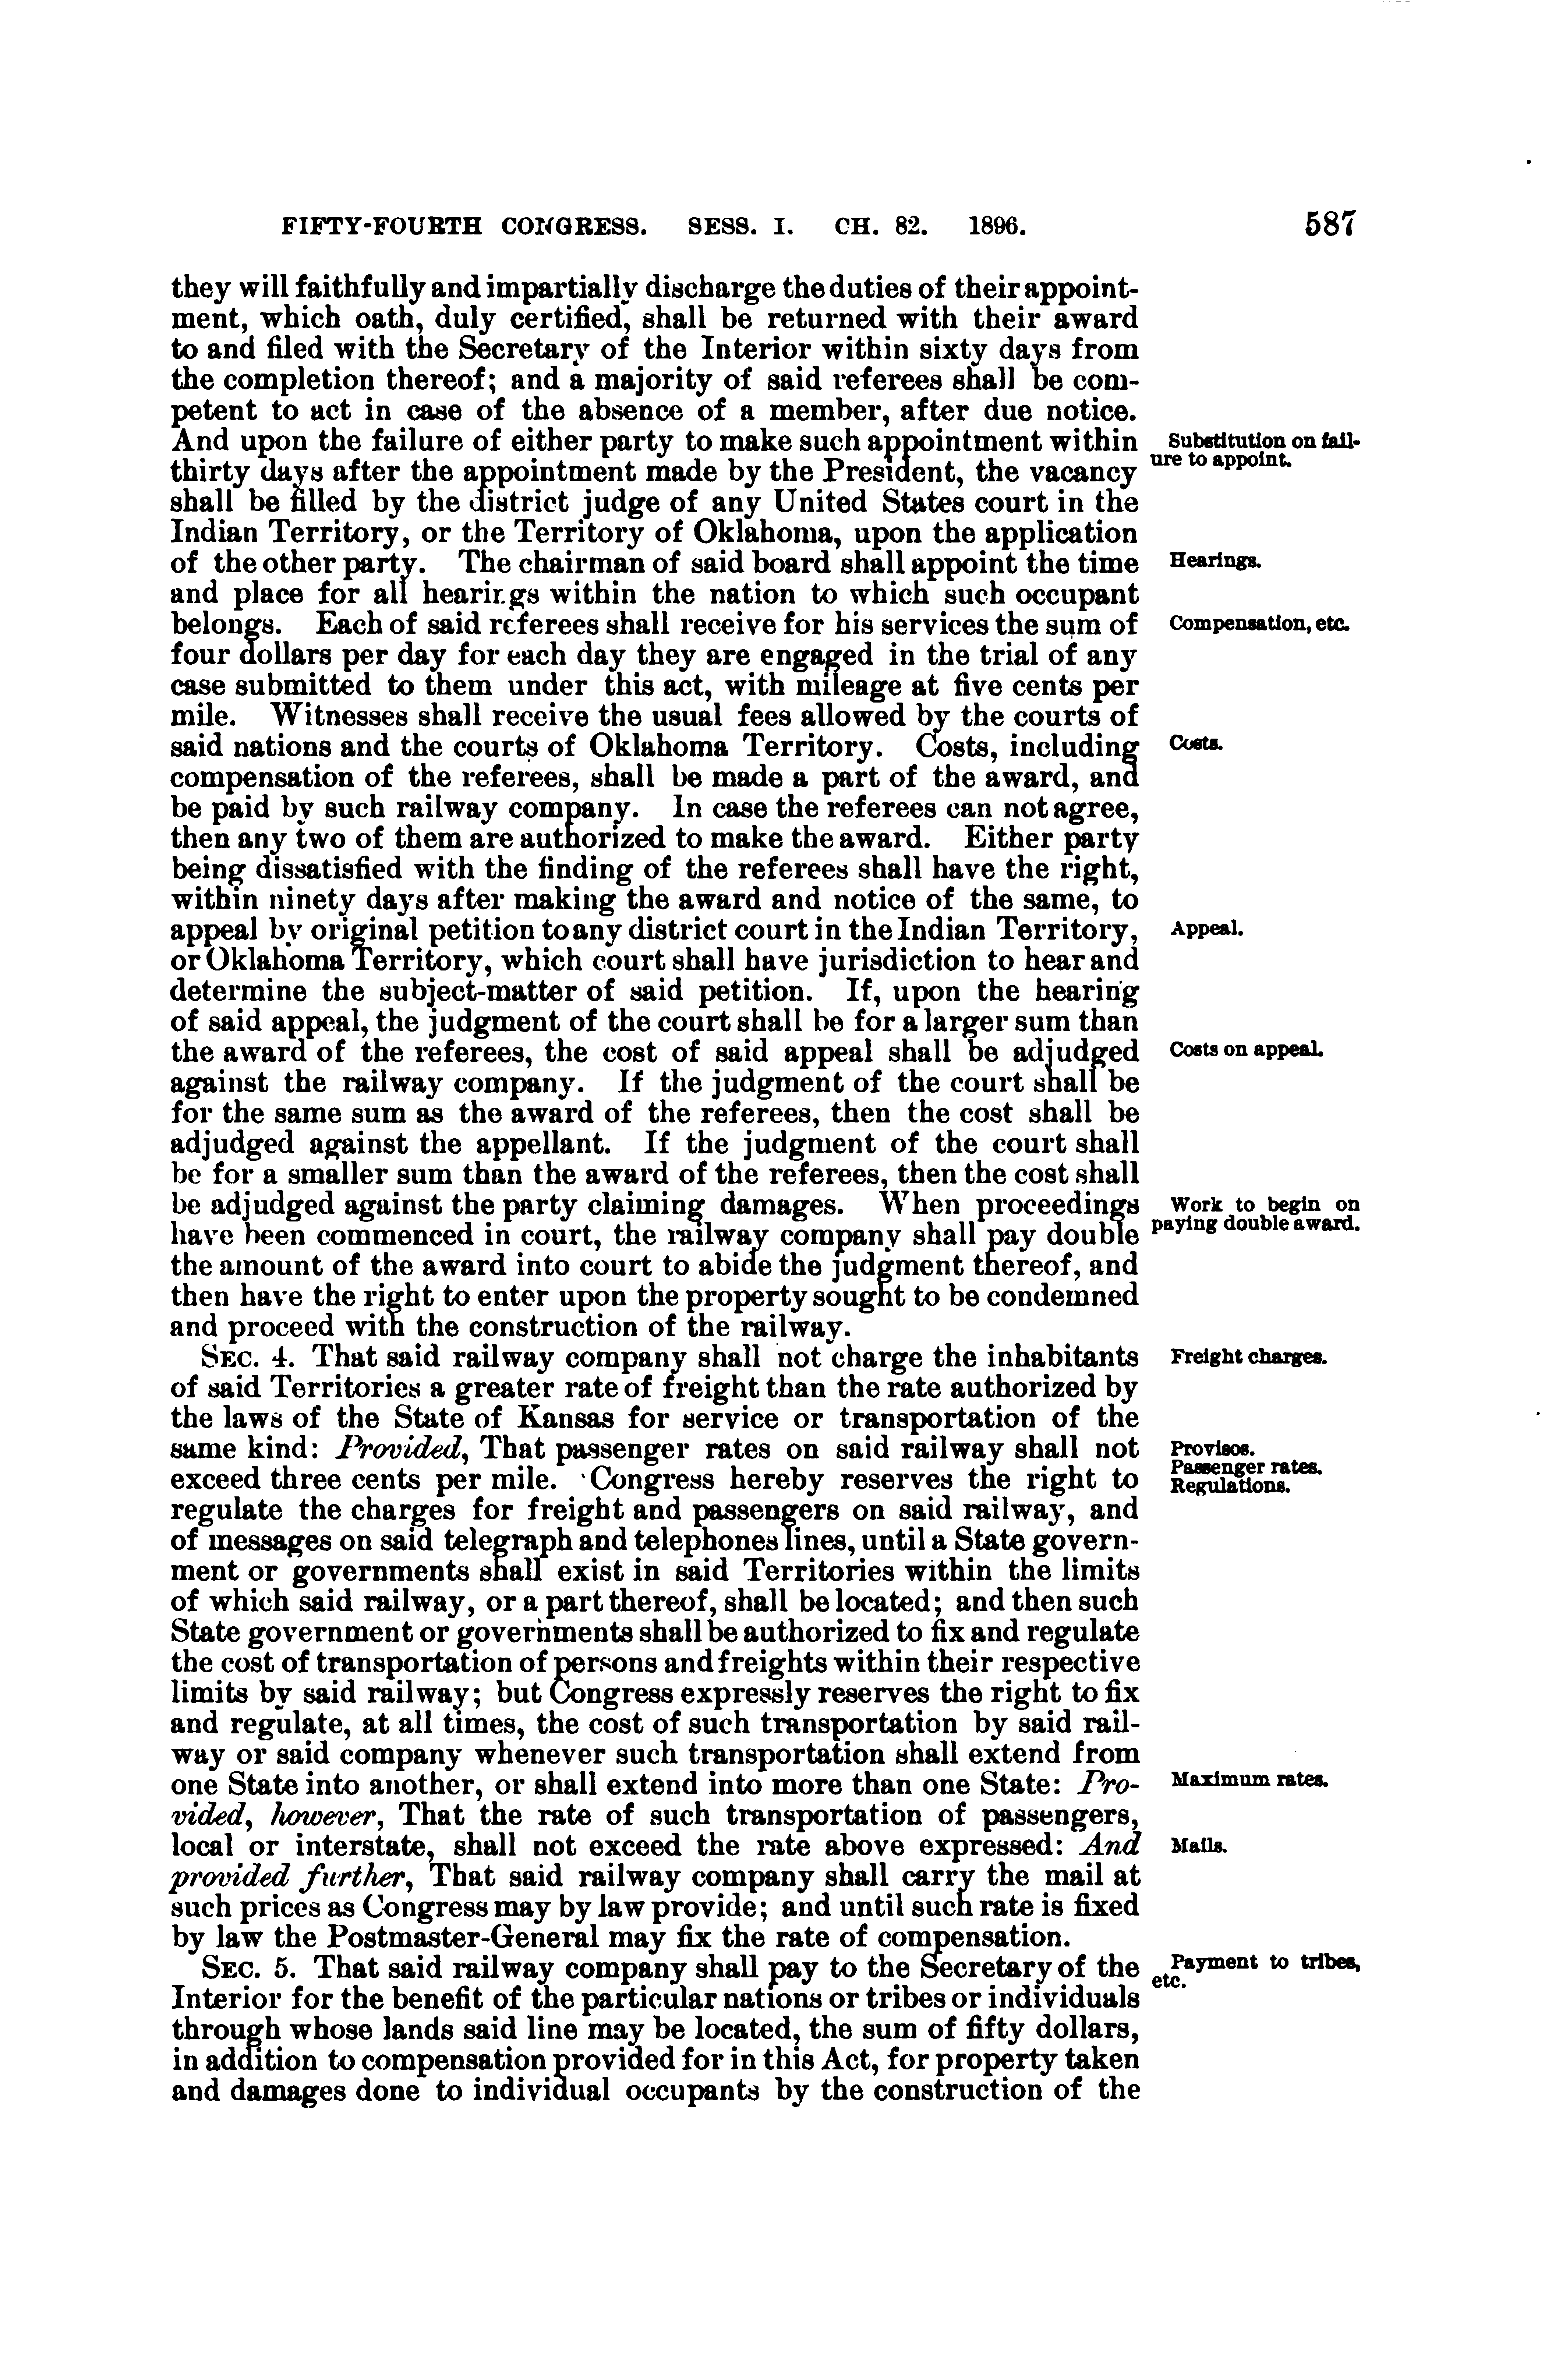 FIFTY-FOURTH CONGRESS. SESS. I. CH. 82. 1896. 587
they will faithfully and impartially discharge the duties of their appoint-
ment, which oath, duly certified, shall be returned with their award
to and filed with the Secretary of the Interior within sixty days from
the completion thereof; and a majority of said referees shall be com-
petent to act in case of the absence of a member, after due notice.
And upon the failure of either party to make such appointment within
thirty days after the appointment made by the President, the vacancy
shall be filled by the district judge of any United States court in the
Indian Territory, or the Territory of Oklahoma, upon the application
of the other party. The chairman of said board shall appoint the time
and place for all hearings within the nation to which such occupant
belongs. Each of said referees shall receive for his services the sum of
four dollars per day for each day they are engaged in the trial of any
case submitted to them under this act, with mileage at five cents per
mile. Witnesses shall receive the usual fees allowed by the courts of
said nations and the courts of Oklahoma Territory. Costs, including
compensation of the referees, shall be made a part of the award, and
be paid by such railway company. In case the referees can not agree,
then any two of them are authorized to make the award. Either party
being dissatisfied with the finding of the referees shall have the right,
within ninety days after making the award and notice of the same, to
appeal by original petition to any district court in the Indian Territory,
or Oklahoma Territory, which court shall have jurisdiction to hear and
determine the subject-matter of said petition. If, upon the hearing
of said appeal, the judgment of the court shall be for a larger sum than
the award of the referees, the cost of said appeal shall be adjudged
against the railway company. If the judgment of the court shall be
for the same sum as the award of the referees, then the cost shall be
adjudged against the appellant. If the judgment of the court shall
be for a smaller sum than the award of the referees, then the cost shall
be adjudged against the party claiming damages. When proceedings
have been commenced in court, the railway company shall pay double
the amount of the award into court to abide the judgment thereof, and
then have the right to enter upon the property sought to be condemned
and proceed with the construction of the railway.
SEC. 4. That said railway company shall not charge the inhabitants
of said Territories a greater rate of freight than the rate authorized by
the laws of the State of Kansas for service or transportation of the
same kind: Provided, That passenger rates on said railway shall not
exceed three cents per mile. Congress hereby reserves the right to
regulate the charges for freight and passengers on said railway, and
of messages on said telegraph and telephones lines, until a State govern-
ment or governments shall exist in said Territories within the limits
of which said railway, or a part thereof, shall be located; and then such
State government or governments shall be authorized to fix and regulate
the cost of transportation of persons and freights within their respective
limits by said railway; but Congress expressly reserves the right to fix
and regulate, at all times, the cost of such transportation by said rail-
way or said company whenever such transportation shall extend from
one State into another, or shall extend into more than one State: Pro-
vided, however, That the rate of such transportation of passengers,
local or interstate, shall not exceed the rate above expressed: And
provided further, That said railway company shall carry the mail at
such prices as Congress may by law provide; and until such rate is fixed
by law the Postmaster-General may fix the rate of compensation.
SEC. 5. That said railway company shall pay to the Secretary of the
Interior for the benefit of the particular nations or tribes or individuals
through whose lands said line may be located, the sum of fifty dollars,
in addition to compensation provided for in this Act, for property taken
and damages done to individual occupants by the construction of the
Substitution on fail-
ure to appoint.
Hearings.
Compensation, etc.
Costs.
Appeal.
Costs on appeal.
Work to begin on
paying double award.
Freight charges.
Provisos.
Passenger rates.
Regulations.
Maximum rates.
Mails.
Payment to tribes,
etc.